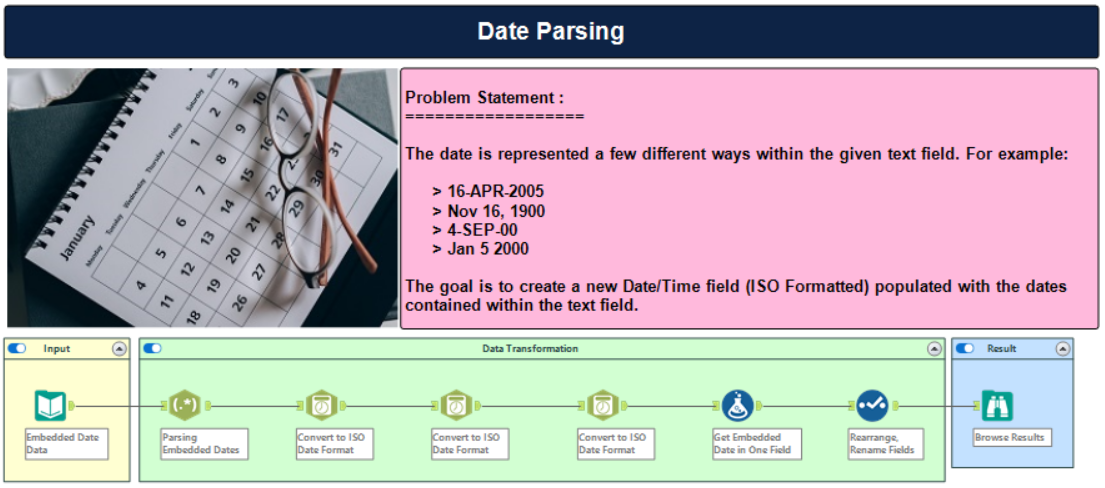 Date Parsing
January
Monday
Tuesday
Wednesday
Thursday
Friday
Saturday
1 2 3
4 5 6 7 8 9 10
11 12 13 14 15 16 17
18 19 20 21 22
26 27 28 29 30 31
Problem Statement :
==================
The date is represented a few different ways within the given text field. For example:
> 16-APR-2005
> Nov 16, 1900
> 4-SEP-00
> Jan 5 2000
The goal is to create a new Date/Time field (ISO Formatted) populated with the dates
contained within the text field.
Input
Data Transformation
Result
(.*)
Embedded Date
Data
Parsing
Embedded Dates
Convert to ISO
Date Format
Convert to ISO
Date Format
Convert to ISO
Date Format
Get Embedded
Date in One Field
Rearrange,
Rename Fields
Browse Results